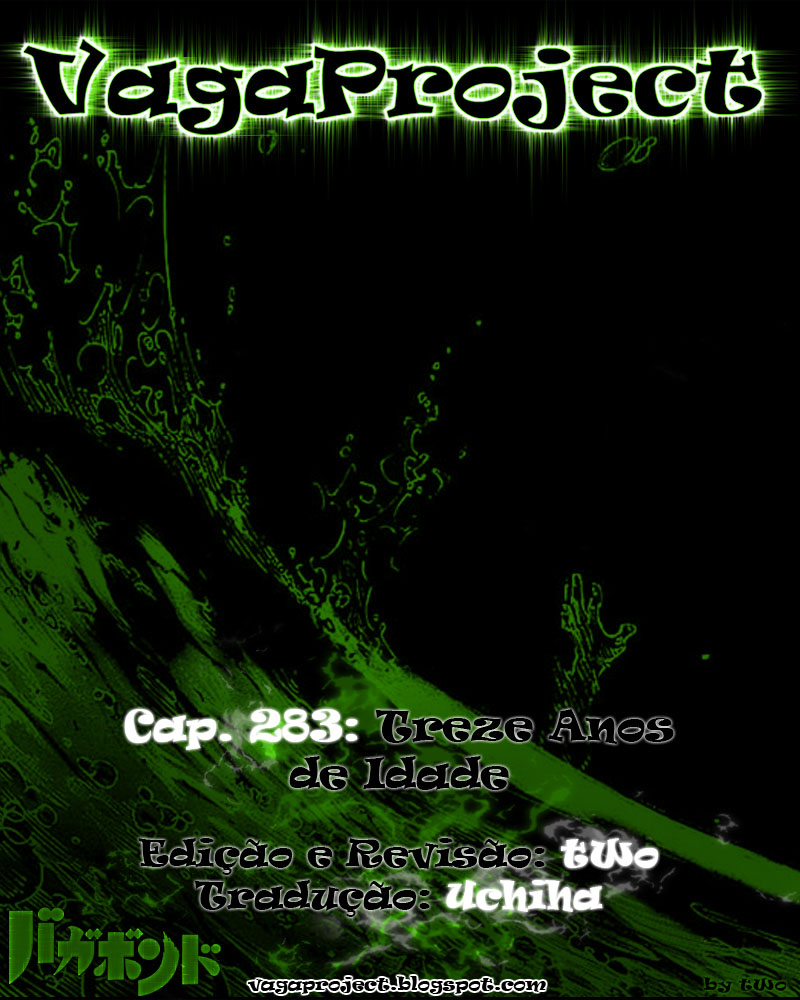 VagaProject
Cap. 283: Treze Anos
de Idade
Edição e Revisão: tWo
Tradução: Uchiha
バガボンド
vagaproject.blogspot.com
by tWo